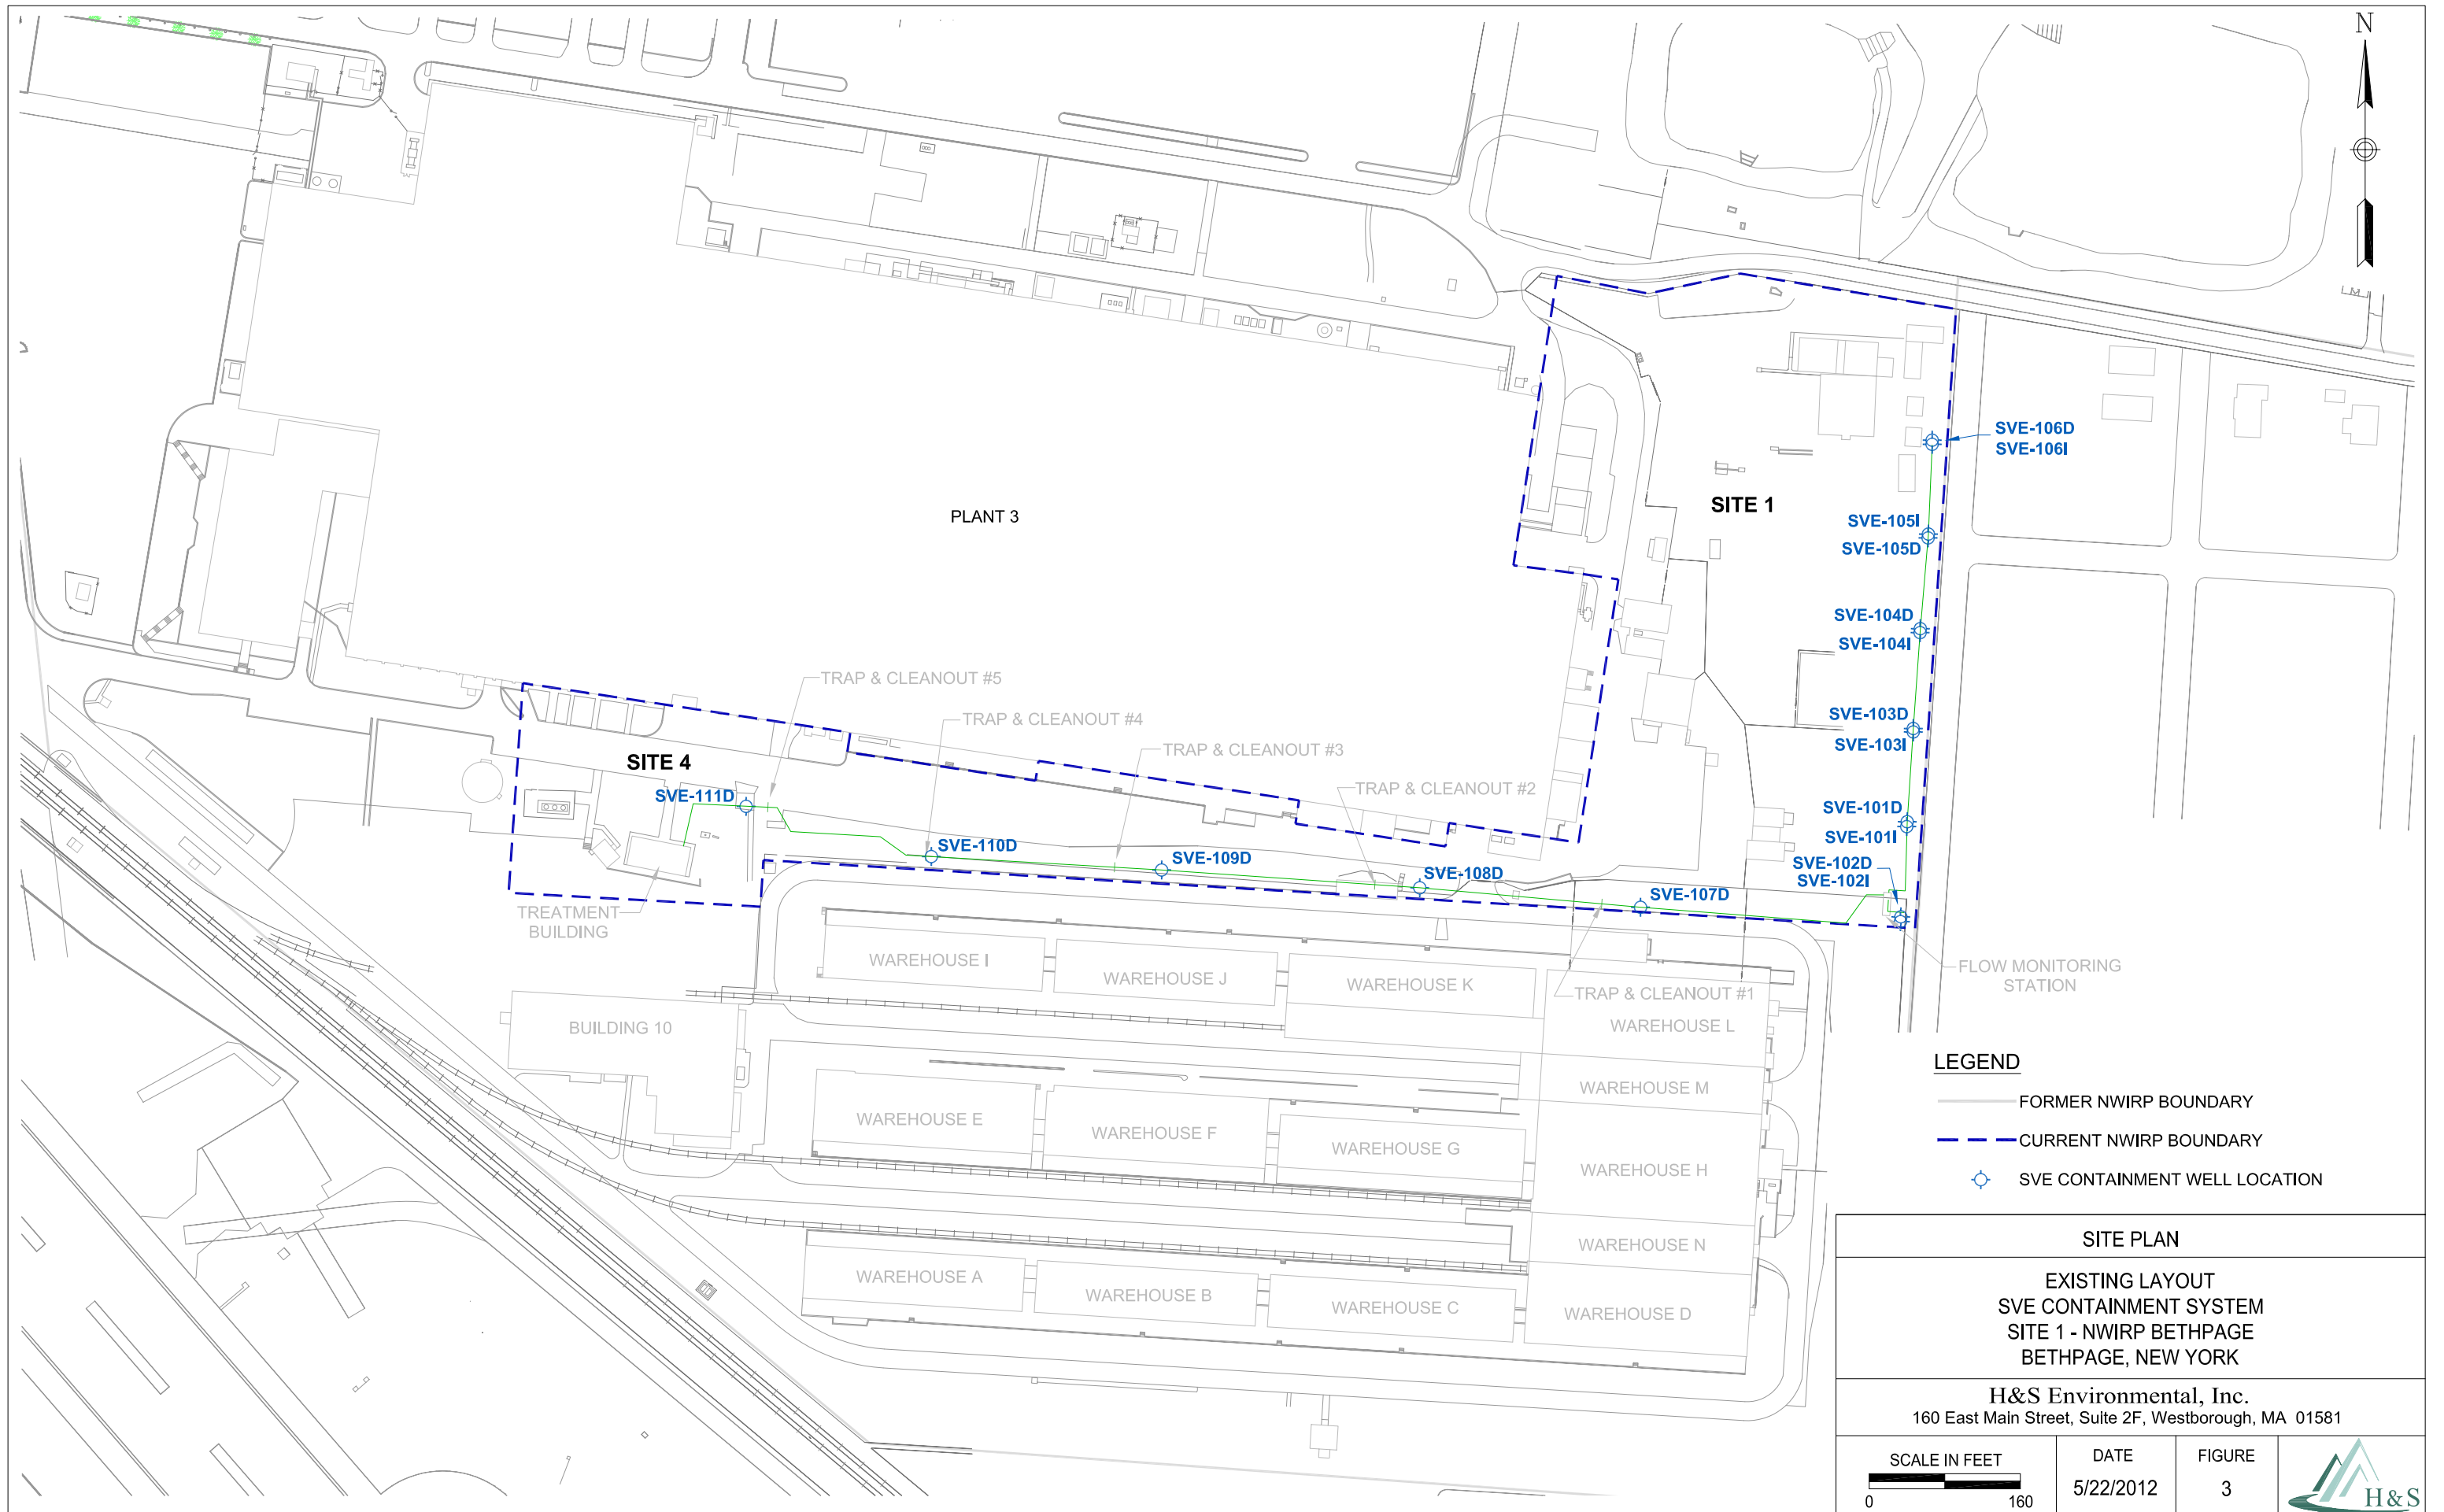 N
SVE-106D
SVE-106I
SITE 1
PLANT 3
SVE-105I
SVE-105D
SVE-104D
SVE-104I
TRAP & CLEANOUT #5
TRAP & CLEANOUT #4
SVE-103D
TRAP & CLEANOUT #3
SVE-103I
SITE 4
TRAP & CLEANOUT #2
SVE-111D
SVE-101D
SVE-101I
SVE-110D
SVE-109D
SVE-102D
SVE-108D
SVE-102I
SVE-107D
TREATMENT
BUILDING
WAREHOUSE I
WAREHOUSE J
WAREHOUSE K
TRAP & CLEANOUT #1
FLOW MONITORING
STATION
BUILDING 10
WAREHOUSE L
WAREHOUSE M
WAREHOUSE E
WAREHOUSE F
WAREHOUSE G
WAREHOUSE H
WAREHOUSE N
WAREHOUSE A
WAREHOUSE B
WAREHOUSE C
WAREHOUSE D
LEGEND
FORMER NWIRP BOUNDARY
CURRENT NWIRP BOUNDARY
SVE CONTAINMENT WELL LOCATION
SITE PLAN
EXISTING LAYOUT
SVE CONTAINMENT SYSTEM
SITE 1 - NWIRP BETHPAGE
BETHPAGE, NEW YORK
H&S Environmental, Inc.
160 East Main Street, Suite 2F, Westborough, MA 01581
SCALE IN FEET
0 160
DATE
5/22/2012
FIGURE
3
H&S